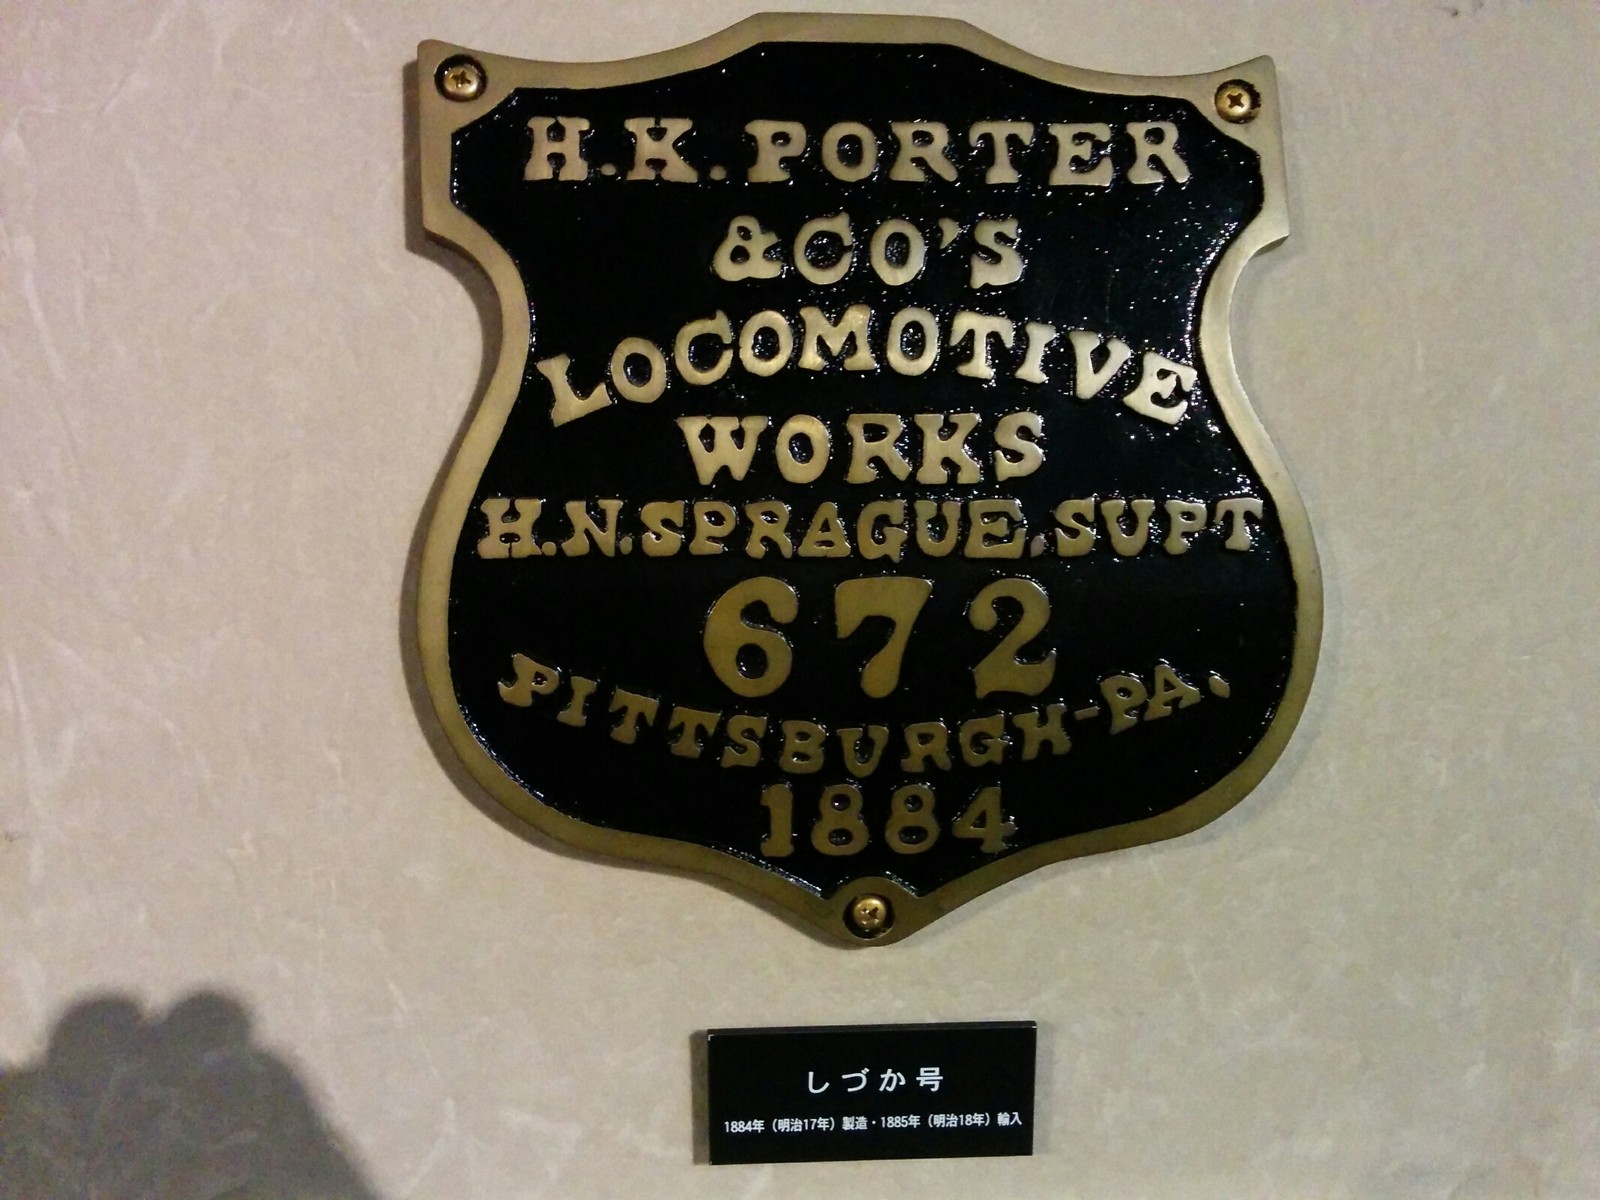 H.K.PORTER
&CO'S
LOCOMOTIVE
WORKS
H.N.SPRAGUE.SUPT
672
PITTSBURGH-PA.
1884
しづか号
1884年（明治17年）製造・1885年（明治18年）輸入